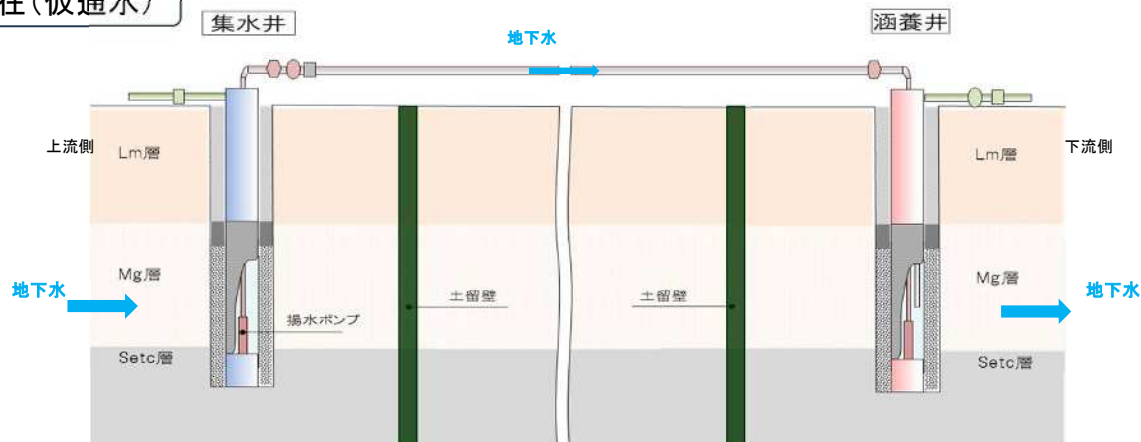 在(仮通水)
集水井
涵養井
地下水
上流側
Lm層
Lm層
下流側
地下水
Mg層
Mg層
地下水
土留壁
土留壁
揚水ポンプ
Setc層
Setc層